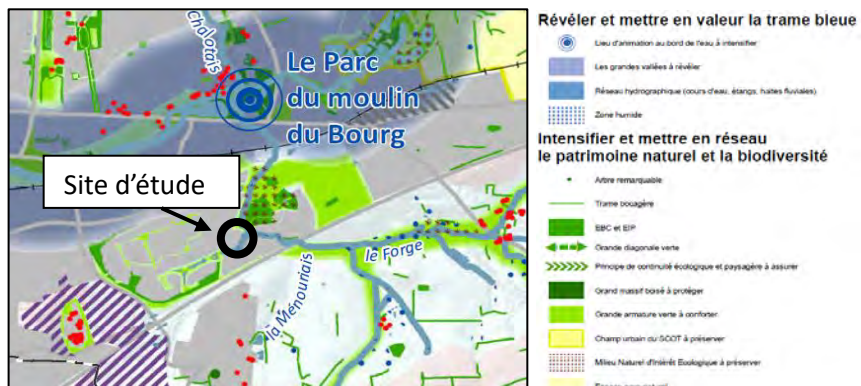 Chalotais
Le Parc
du moulin
du Bourg
Site d'étude
le Forge
la Ménouriais
Révéler et mettre en valeur la trame bleue
Lieu d'animation au bord de l'eau à intensifier
Les grandes vallées à révéler
Réseau hydrographique (cours d'eau, étangs, haltes fluviales)
Zone humide
Intensifier et mettre en réseau
le patrimoine naturel et la biodiversité
Arbre remarquable
Trame bocagère
EBC et EIP
Grande diagonale verte
Principe de continuité écologique et paysagère à assurer
Grand massif boisé à protéger
Grande armature verte à conforter
Champ urbain du SCOT à préserver
Milieu Naturel d'Intérêt Ecologique à préserver